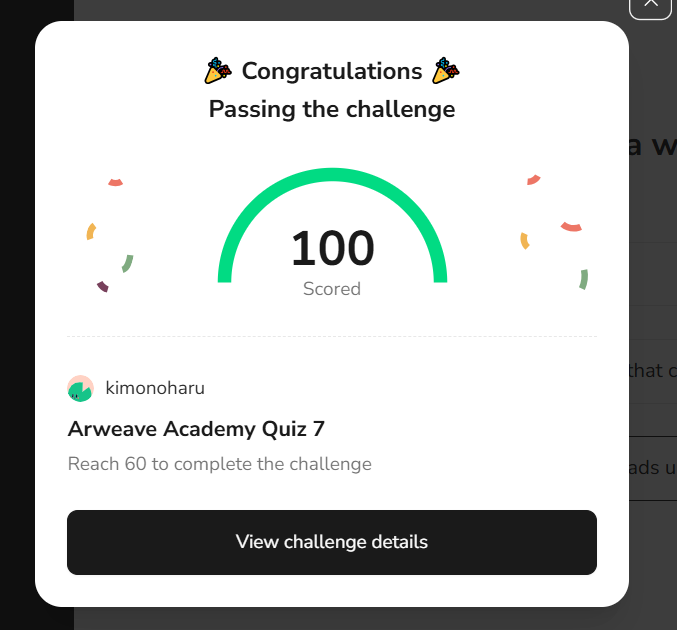 🎉 Congratulations 🎉
Passing the challenge
100
Scored
kimonoharu
Arweave Academy Quiz 7
Reach 60 to complete the challenge
View challenge details
a w
that c
ads u